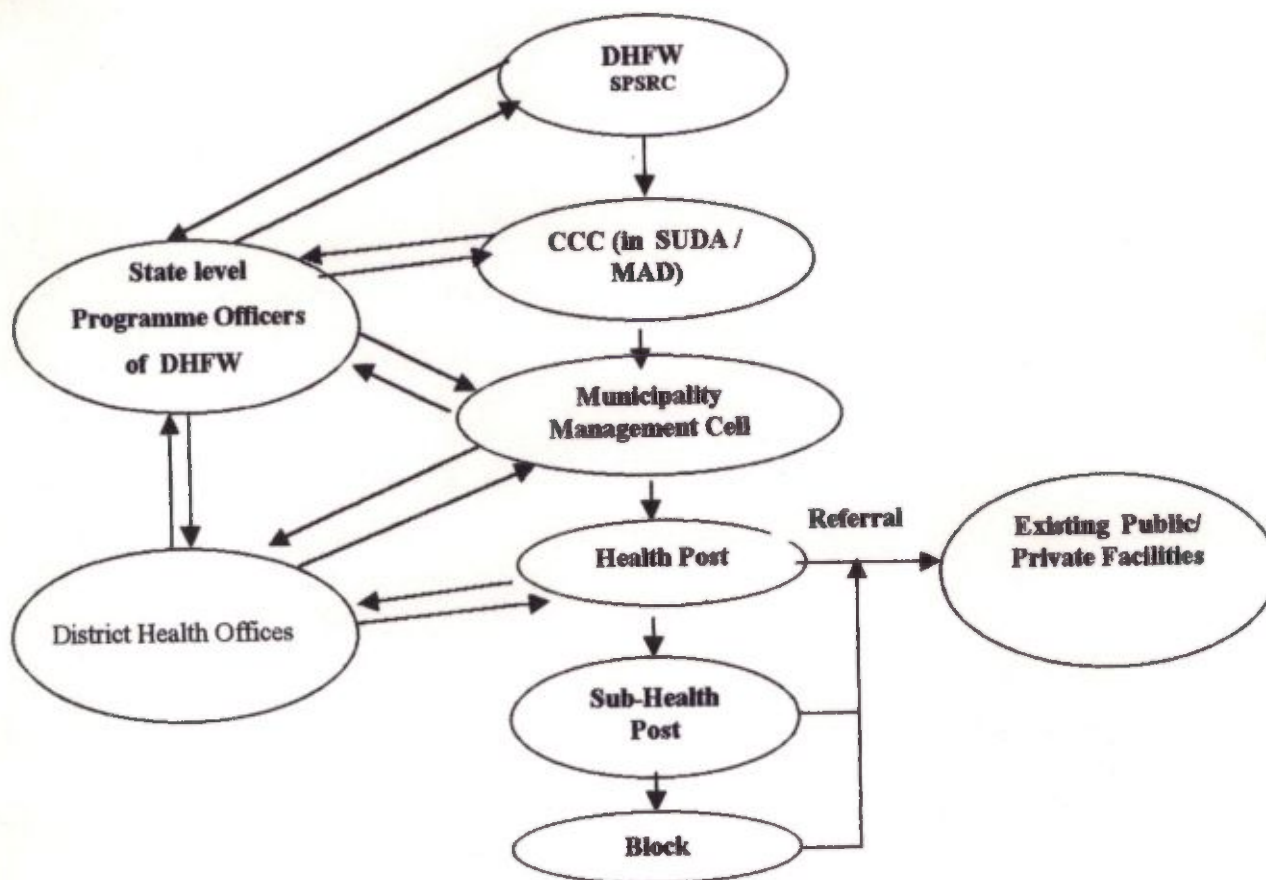 DHFW
SPSRC
CCC (in SUDA /
MAD)
State level
Programme Officers
of DHFW
Municipality
Management Cell
Referral
Existing Public/
Private Facilities
Health Post
District Health Offices
Sub-Health
Post
Block